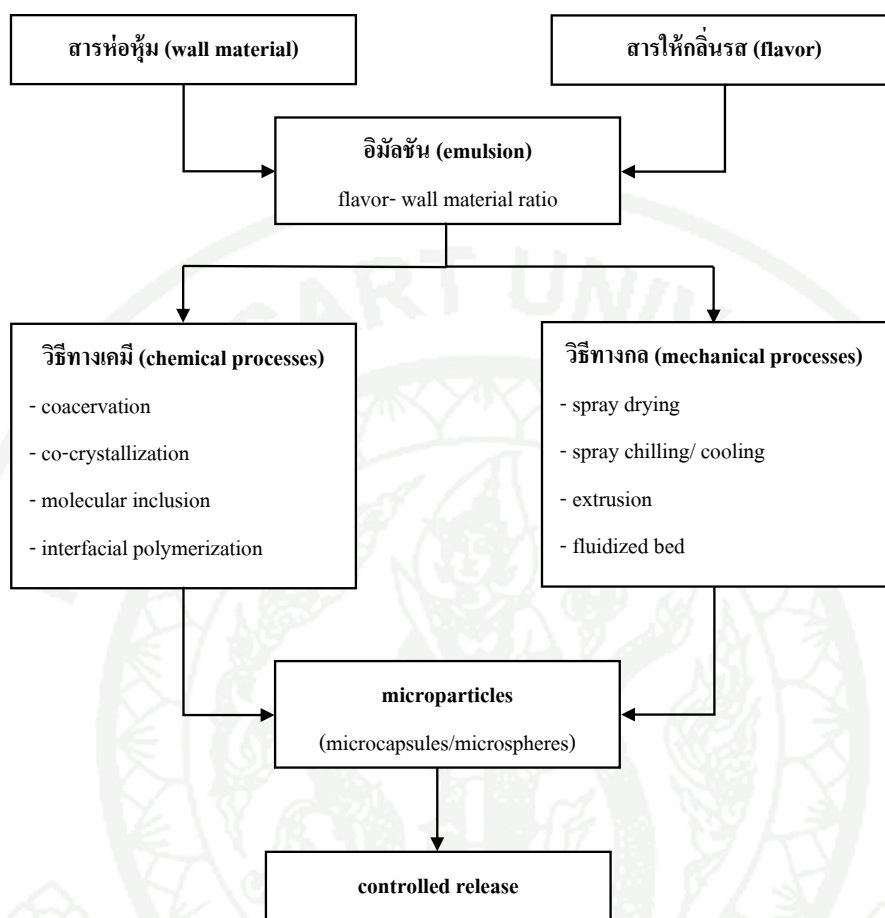 สารห่อหุ้ม (wall material)
สารให้กลิ่นรส (flavor)
อิมัลชัน (emulsion)
flavor- wall material ratio
วิธีทางเคมี (chemical processes)
- coacervation
- co-crystallization
- molecular inclusion
- interfacial polymerization
วิธีทางกล (mechanical processes)
- spray drying
- spray chilling/ cooling
- extrusion
- fluidized bed
microparticles
(microcapsules/microspheres)
controlled release